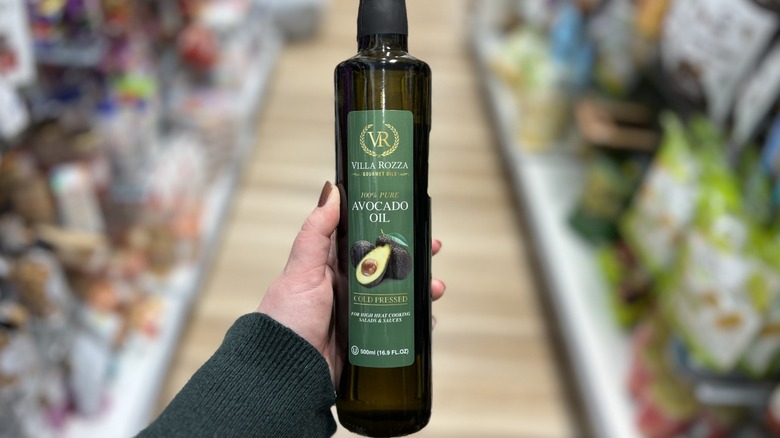 VR
VILLA ROZZA
GOURMET OILS
100% PURE
AVOCADO
OIL
COLD PRESSED
FOR HIGH HEAT COOKING
SALADS & SAUCES
U 500ml (16.9 FL.OZ)